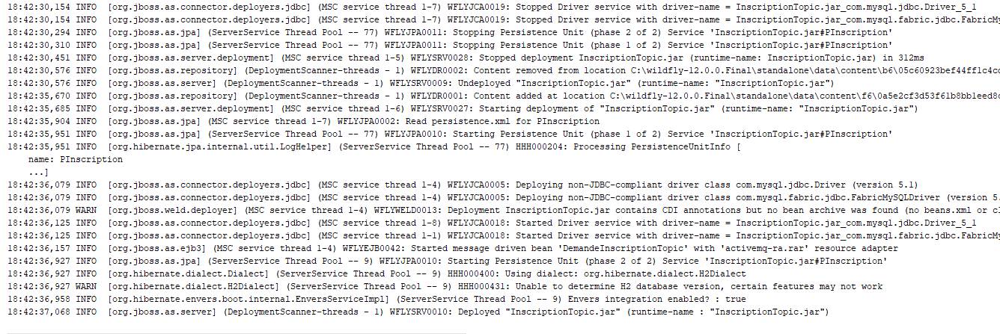 18:42:30,154 INFO  [org.jboss.as.connector.deployers.jdbc] (MSC service thread 1-7) WFLYJCA0019: Stopped Driver service with driver-name = InscriptionTopic.jar_com.mysql.jdbc.Driver_5_1
18:42:30,154 INFO  [org.jboss.as.connector.deployers.jdbc] (MSC service thread 1-7) WFLYJCA0019: Stopped Driver service with driver-name = InscriptionTopic.jar_com.mysql.fabric.jdbc.FabricMy
18:42:30,294 INFO  [org.jboss.as.jpa] (ServerService Thread Pool -- 77) WFLYJPA0011: Stopping Persistence Unit (phase 2 of 2) Service 'InscriptionTopic.jar#PInscription'
18:42:30,310 INFO  [org.jboss.as.jpa] (ServerService Thread Pool -- 77) WFLYJPA0011: Stopping Persistence Unit (phase 1 of 2) Service 'InscriptionTopic.jar#PInscription'
18:42:30,451 INFO  [org.jboss.as.server.deployment] (MSC service thread 1-5) WFLYSRV0028: Stopped deployment InscriptionTopic.jar (runtime-name: InscriptionTopic.jar) in 312ms
18:42:30,576 INFO  [org.jboss.as.repository] (DeploymentScanner-threads - 1) WFLYDR0002: Content removed from location C:\wildfly-12.0.0.Final\standalone\data\content\b6\05c60923bef44ff1c4cd
18:42:30,576 INFO  [org.jboss.as.server] (DeploymentScanner-threads - 1) WFLYSRV0009: Undeployed "InscriptionTopic.jar" (runtime-name: "InscriptionTopic.jar")
18:42:35,670 INFO  [org.jboss.as.repository] (DeploymentScanner-threads - 1) WFLYDR0001: Content added at location C:\wildfly-12.0.0.Final\standalone\data\content\f6\0a5e2cf3d53f61b8bb1eed8ed
18:42:35,685 INFO  [org.jboss.as.server.deployment] (MSC service thread 1-6) WFLYSRV0027: Starting deployment of "InscriptionTopic.jar" (runtime-name: "InscriptionTopic.jar")
18:42:35,904 INFO  [org.jboss.as.jpa] (MSC service thread 1-7) WFLYJPA0002: Read persistence.xml for PInscription
18:42:35,951 INFO  [org.jboss.as.jpa] (ServerService Thread Pool -- 77) WFLYJPA0010: Starting Persistence Unit (phase 1 of 2) Service 'InscriptionTopic.jar#PInscription'
18:42:35,951 INFO  [org.hibernate.jpa.internal.util.LogHelper] (ServerService Thread Pool -- 77) HHH000204: Processing PersistenceUnitInfo [
name: PInscription
...]
18:42:36,079 INFO  [org.jboss.as.connector.deployers.jdbc] (MSC service thread 1-4) WFLYJCA0005: Deploying non-JDBC-compliant driver class com.mysql.jdbc.Driver (version 5.1)
18:42:36,079 INFO  [org.jboss.as.connector.deployers.jdbc] (MSC service thread 1-4) WFLYJCA0005: Deploying non-JDBC-compliant driver class com.mysql.fabric.jdbc.FabricMySQLDriver (version 5.
18:42:36,079 WARN  [org.jboss.weld.deployer] (MSC service thread 1-4) WFLYWELD0013: Deployment InscriptionTopic.jar contains CDI annotations but no bean archive was found (no beans.xml or cl
18:42:36,125 INFO  [org.jboss.as.connector.deployers.jdbc] (MSC service thread 1-8) WFLYJCA0018: Started Driver service with driver-name = InscriptionTopic.jar_com.mysql.jdbc.Driver_5_1
18:42:36,125 INFO  [org.jboss.as.connector.deployers.jdbc] (MSC service thread 1-1) WFLYJCA0018: Started Driver service with driver-name = InscriptionTopic.jar_com.mysql.fabric.jdbc.FabricMy
18:42:36,157 INFO  [org.jboss.as.ejb3] (MSC service thread 1-4) WFLYEJB0042: Started message driven bean 'DemandeInscriptionTopic' with 'activemq-ra.rar' resource adapter
18:42:36,927 INFO  [org.jboss.as.jpa] (ServerService Thread Pool -- 9) WFLYJPA0010: Starting Persistence Unit (phase 2 of 2) Service 'InscriptionTopic.jar#PInscription'
18:42:36,927 INFO  [org.hibernate.dialect.Dialect] (ServerService Thread Pool -- 9) HHH000400: Using dialect: org.hibernate.dialect.H2Dialect
18:42:36,927 WARN  [org.hibernate.dialect.H2Dialect] (ServerService Thread Pool -- 9) HHH000431: Unable to determine H2 database version, certain features may not work
18:42:36,958 INFO  [org.hibernate.envers.boot.internal.EnversServiceImpl] (ServerService Thread Pool -- 9) Envers integration enabled? : true
18:42:37,068 INFO  [org.jboss.as.server] (DeploymentScanner-threads - 1) WFLYSRV0010: Deployed "InscriptionTopic.jar" (runtime-name : "InscriptionTopic.jar")